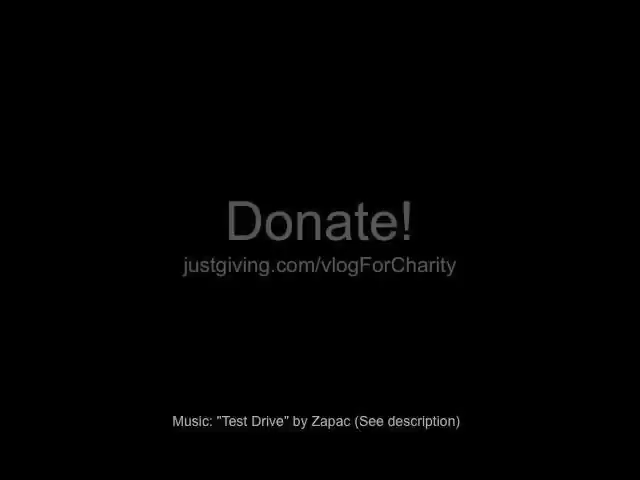 Donate!
justgiving.com/vlogForCharity
Music: "Test Drive" by Zapac (See description)